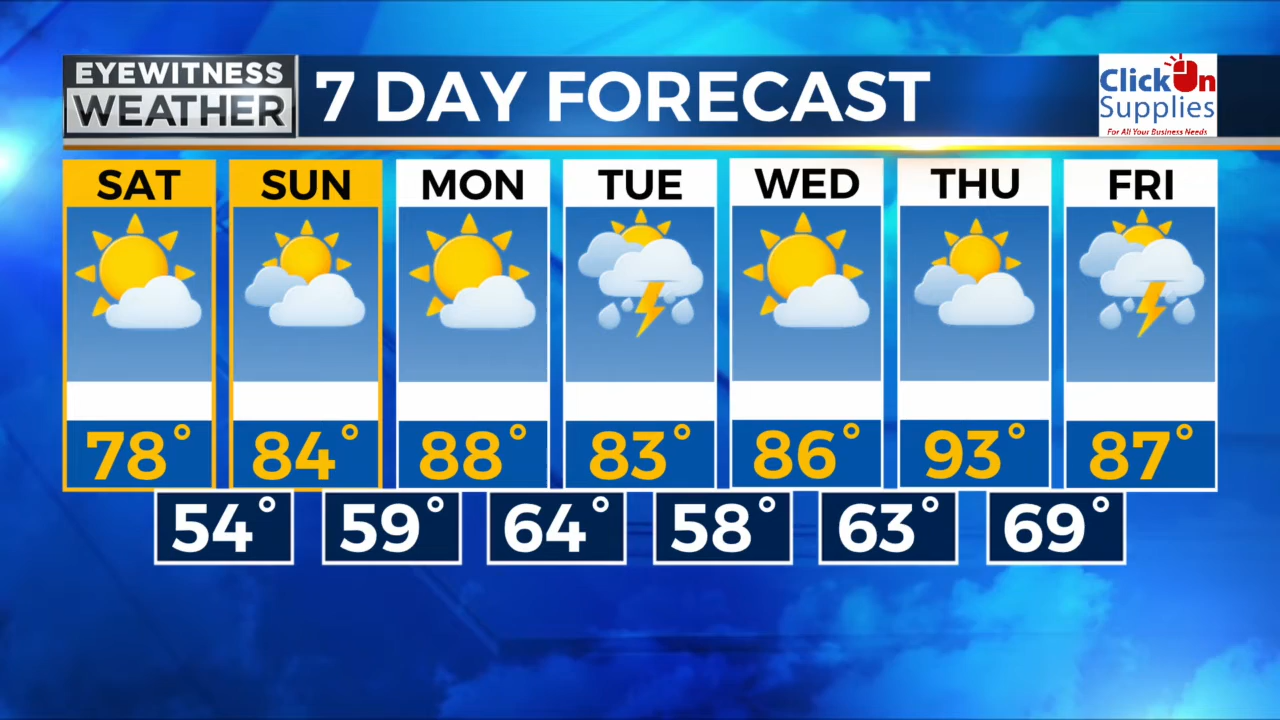 EYEWITNESS
WEATHER
7 DAY FORECAST
ClickOn
Supplies
For All Your Business Needs
SAT SUN MON TUE WED THU FRI
78° 84° 88° 83° 86° 93° 87°
54° 59° 64° 58° 63° 69°